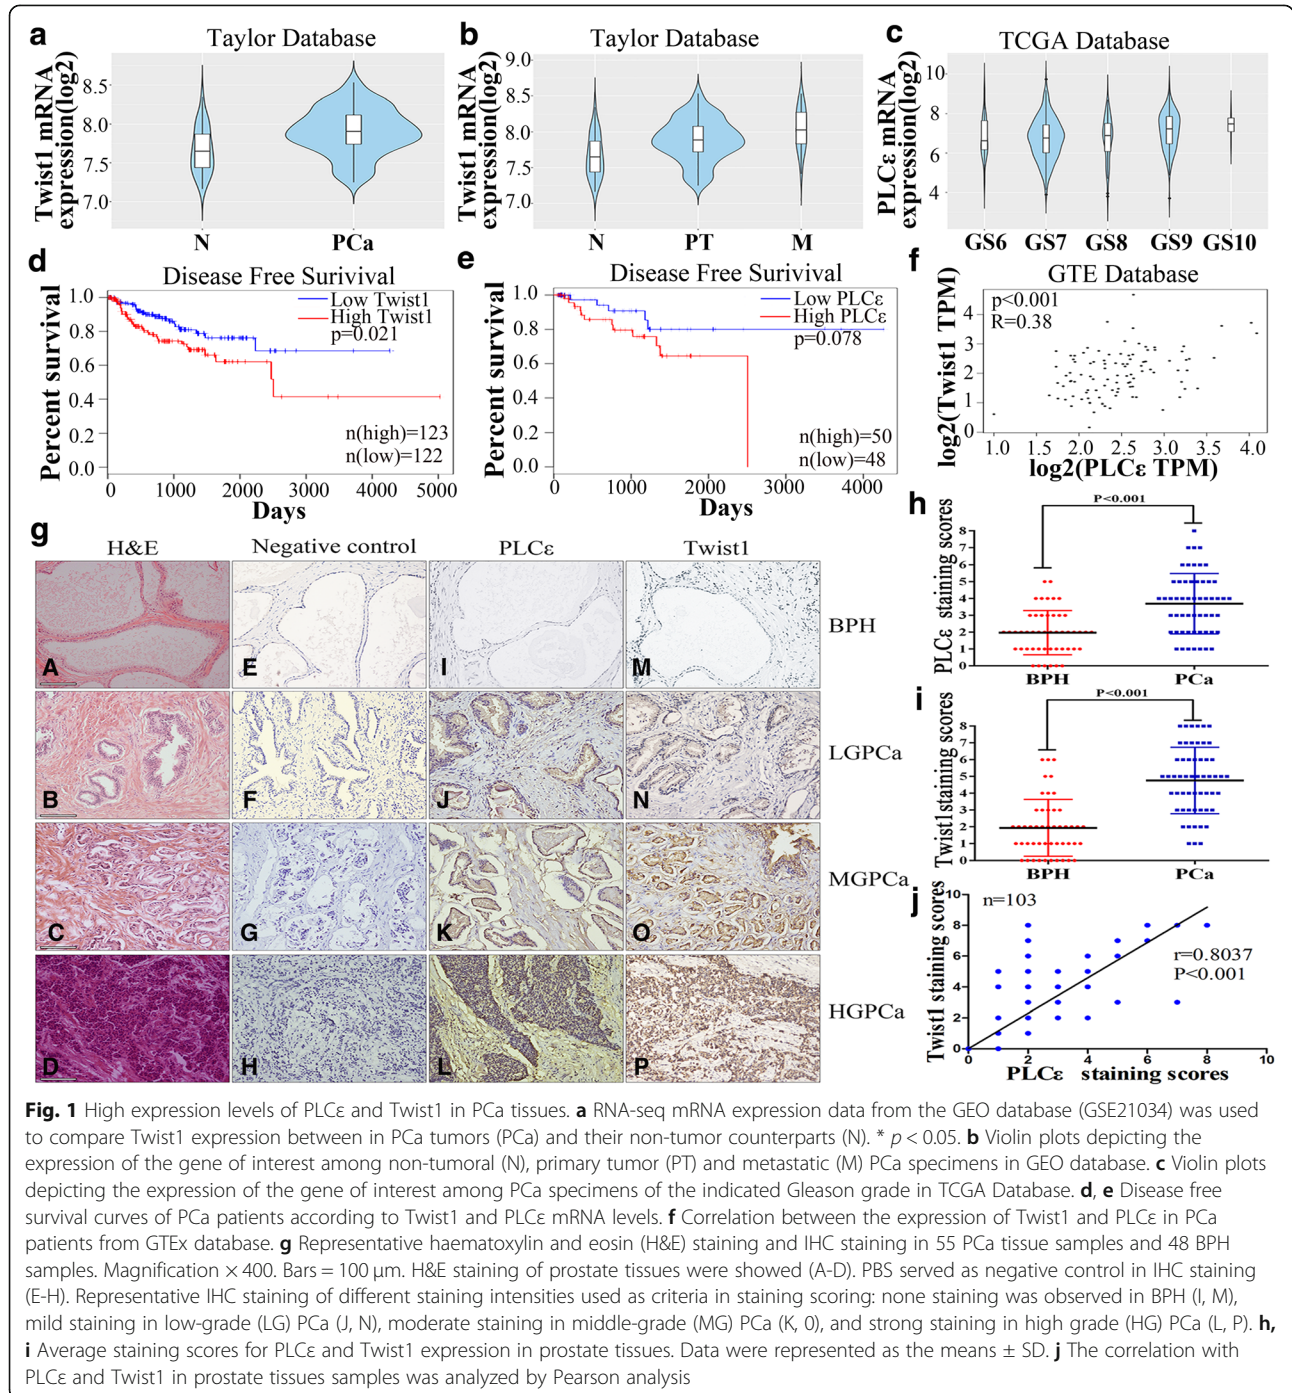 a
Taylor Database
Twist1 mRNA
expression(log2)
8.5
8.0
7.5
7.0
N
PCa
b
Taylor Database
Twist1 mRNA
expression(log2)
9.0
8.5
8.0
7.5
7.0
N
PT
M
c
TCGA Database
PLCε mRNA
expression(log2)
10
8
6
4
GS6
GS7
GS8
GS9
GS10
d
Disease Free Surivival
Percent survival
1.0
0.8
0.6
0.4
0.2
0.0
Low Twist1
High Twist1
p=0.021
n(high)=123
n(low)=122
0
1000
2000
3000
4000
5000
Days
e
Disease Free Surivival
Percent survival
1.0
0.8
0.6
0.4
0.2
0.0
Low PLCε
High PLCε
p=0.078
n(high)=50
n(low)=48
0
1000
2000
3000
4000
Days
f
GTE Database
log2(Twist1 TPM)
p<0.001
R=0.38
4
3
2
1
0
1.0
1.5
2.0
2.5
3.0
3.5
4.0
log2(PLCε TPM)
g
H&E
Negative control
PLCε
Twist1
A
E
I
M
BPH
B
F
J
N
LGPCa
C
G
K
O
MGPCa
D
H
L
P
HGPCa
h
P<0.001
PLCε staining scores
8
7
6
5
4
3
2
1
0
BPH
PCa
i
P<0.001
Twist1staining scores
8
7
6
5
4
3
2
1
0
BPH
PCa
j
n=103
Twist1 staining scores
10
8
6
4
2
0
r=0.8037
P<0.001
0
2
4
6
8
10
PLCε staining scores
Fig. 1 High expression levels of PLCε and Twist1 in PCa tissues. a RNA-seq mRNA expression data from the GEO database (GSE21034) was used
to compare Twist1 expression between in PCa tumors (PCa) and their non-tumor counterparts (N). * p < 0.05. b Violin plots depicting the
expression of the gene of interest among non-tumoral (N), primary tumor (PT) and metastatic (M) PCa specimens in GEO database. c Violin plots
depicting the expression of the gene of interest among PCa specimens of the indicated Gleason grade in TCGA Database. d, e Disease free
survival curves of PCa patients according to Twist1 and PLCε mRNA levels. f Correlation between the expression of Twist1 and PLCε in PCa
patients from GTEx database. g Representative haematoxylin and eosin (H&E) staining and IHC staining in 55 PCa tissue samples and 48 BPH
samples. Magnification × 400. Bars = 100 μm. H&E staining of prostate tissues were showed (A-D). PBS served as negative control in IHC staining
(E-H). Representative IHC staining of different staining intensities used as criteria in staining scoring: none staining was observed in BPH (I, M),
mild staining in low-grade (LG) PCa (J, N), moderate staining in middle-grade (MG) PCa (K, 0), and strong staining in high grade (HG) PCa (L, P). h,
i Average staining scores for PLCε and Twist1 expression in prostate tissues. Data were represented as the means ± SD. j The correlation with
PLCε and Twist1 in prostate tissues samples was analyzed by Pearson analysis